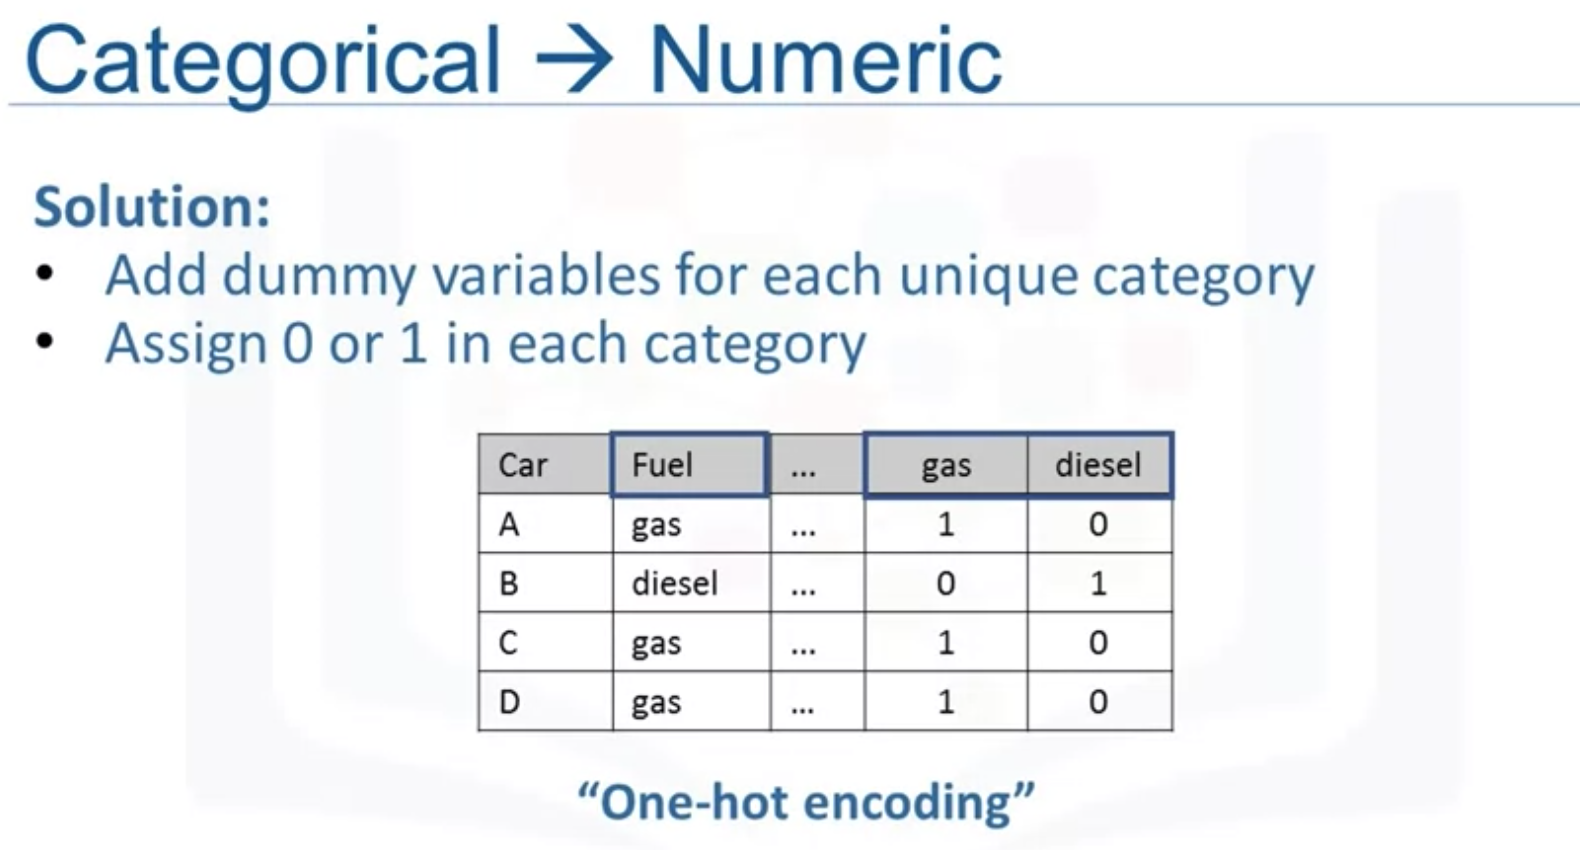 Categorical → Numeric
Solution:
• Add dummy variables for each unique category
• Assign 0 or 1 in each category
Car Fuel ... gas diesel
A gas ... 1 0
B diesel ... 0 1
C gas ... 1 0
D gas ... 1 0
“One-hot encoding”